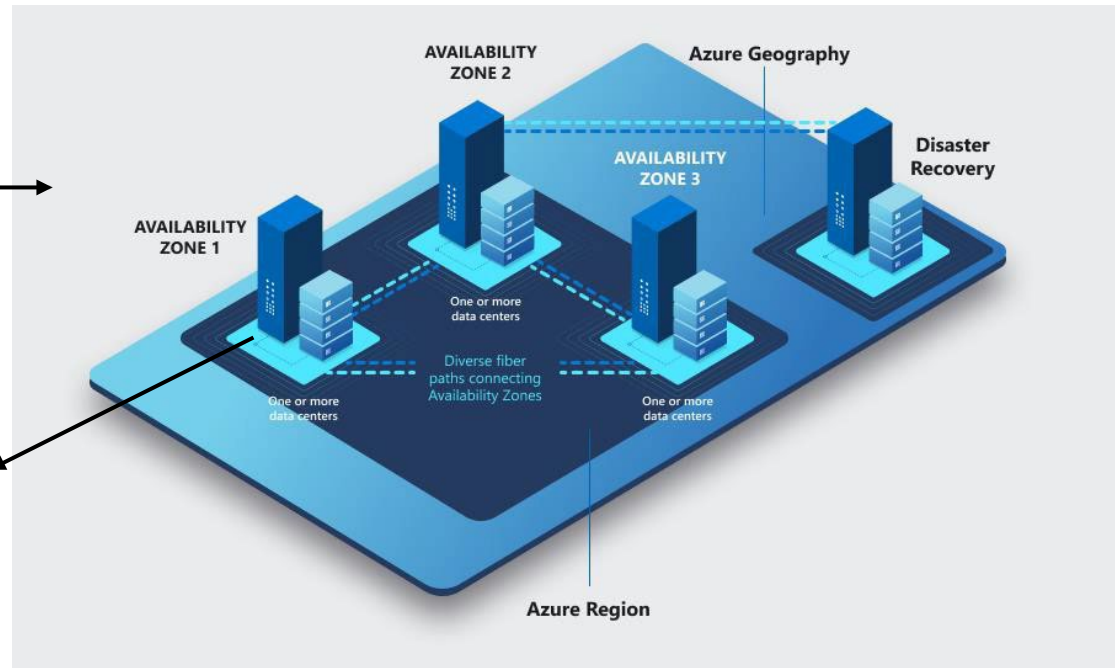 AVAILABILITY
ZONE 2
Azure Geography
Disaster
Recovery
AVAILABILITY
ZONE 3
AVAILABILITY
ZONE 1
One or more
data centers
Diverse fiber
paths connecting
Availability Zones
One or more
data centers
One or more
data centers
Azure Region